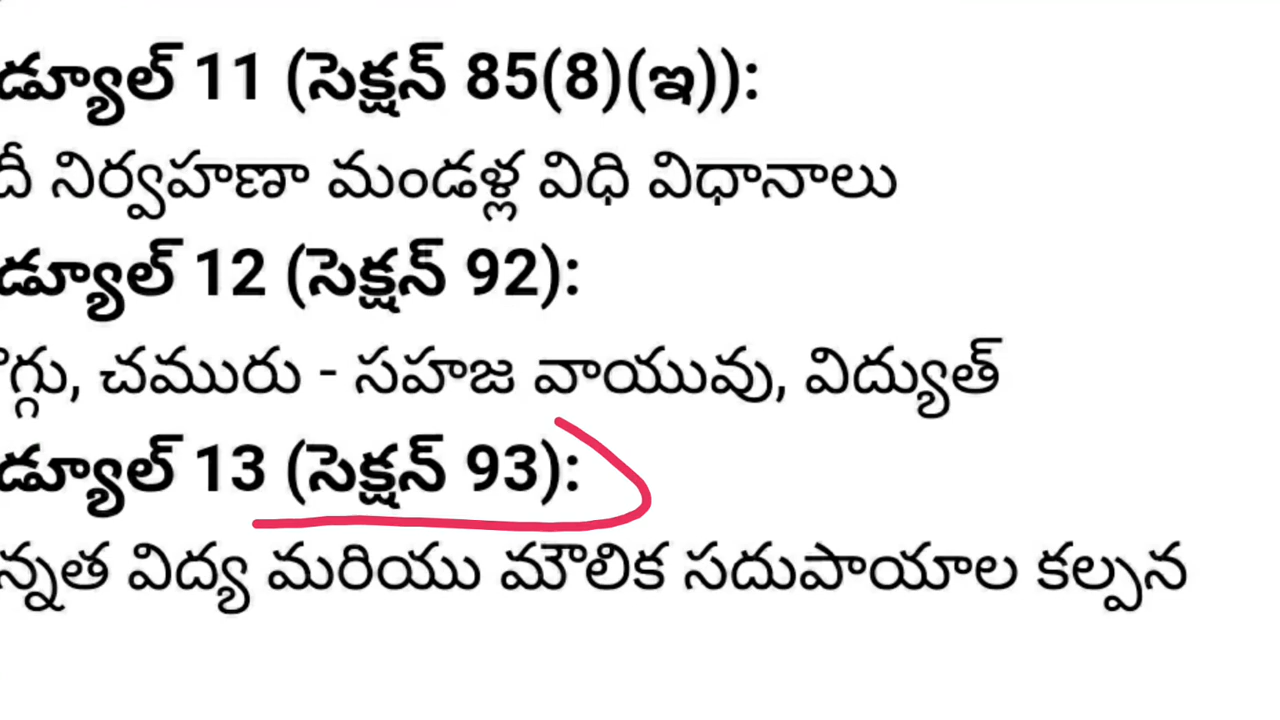 డ్యూల్ 11 (సెక్షన్ 85(8)(ఇ)):
దీ నిర్వహణా మండళ్ల విధి విధానాలు
డ్యూల్ 12 (సెక్షన్ 92):
గ్గు, చమురు - సహజ వాయువు, విద్యుత్
డ్యూల్ 13 (సెక్షన్ 93):
న్నత విద్య మరియు మౌలిక సదుపాయాల కల్పన